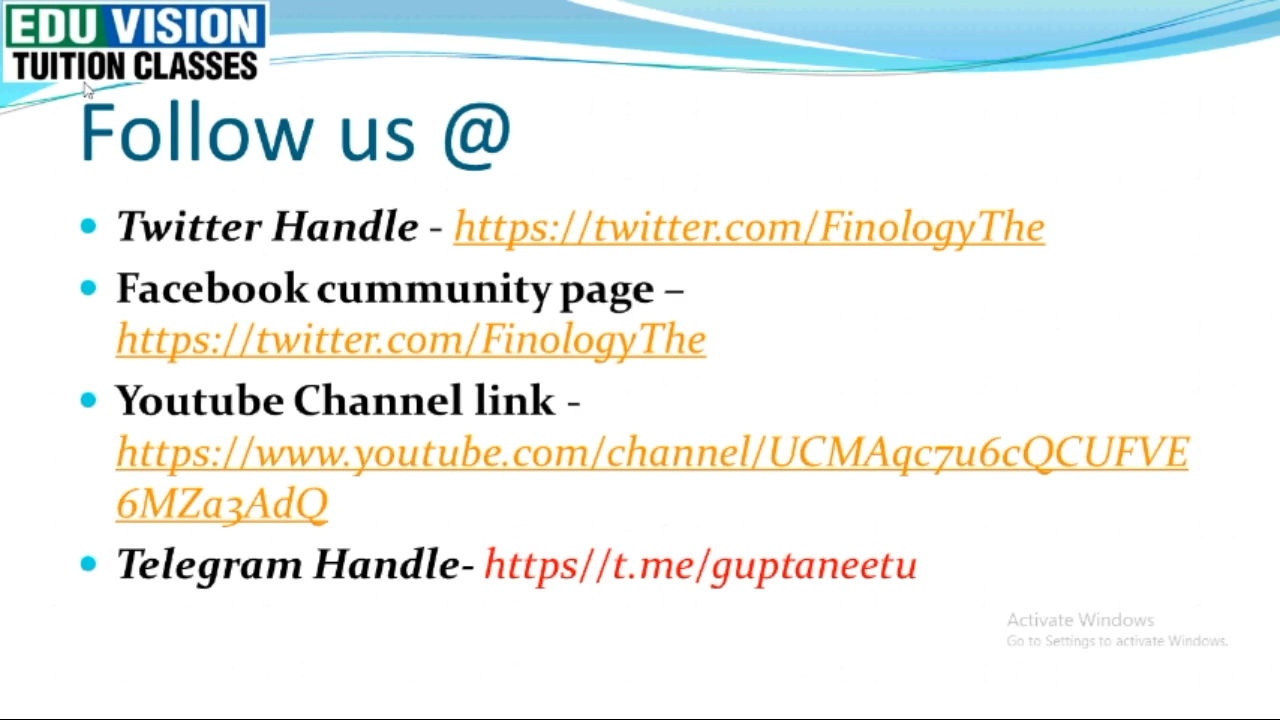 EDU VISION
TUITION CLASSES
Follow us @
Twitter Handle - https://twitter.com/FinologyThe
Facebook cummunity page –
https://twitter.com/FinologyThe
Youtube Channel link -
https://www.youtube.com/channel/UCMAqc7u6cQCUFVE
6MZa3AdQ
Telegram Handle- https//t.me/guptaneetu
Activate Windows
Go to Settings to activate Windows.